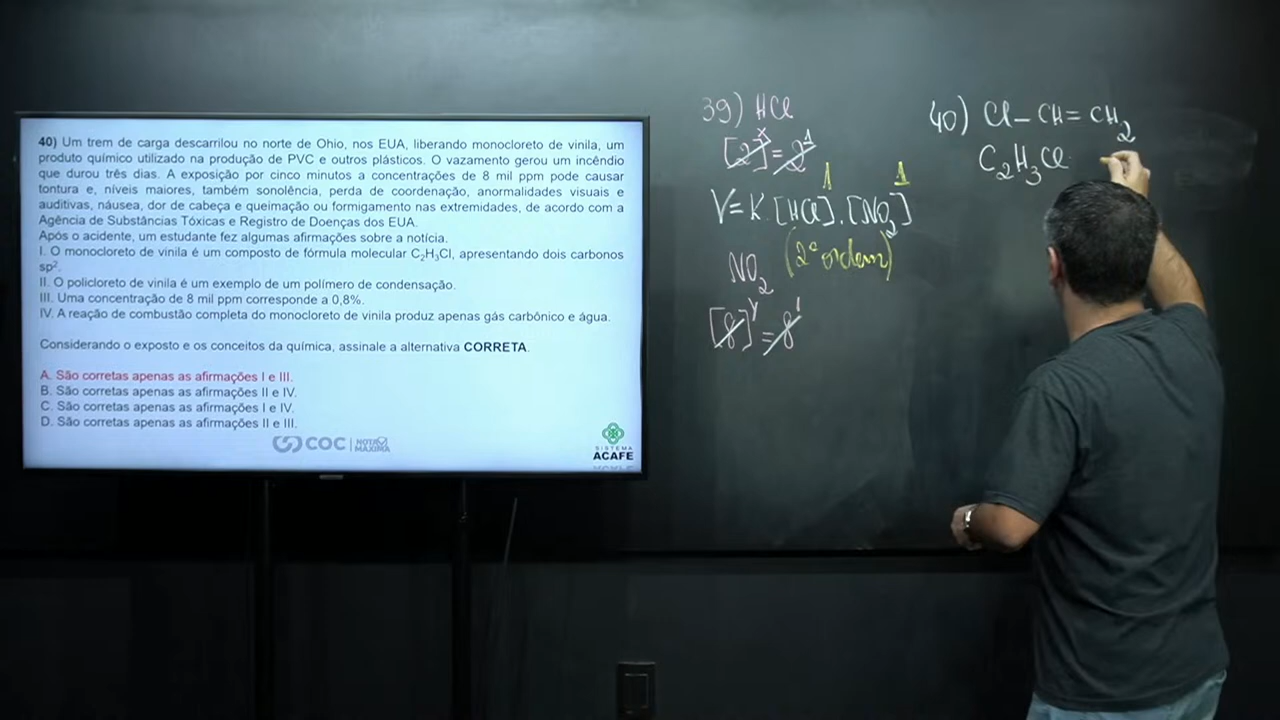 40) Um trem de carga descarrilou no norte de Ohio, nos EUA, liberando monocloreto de vinila, um
produto químico utilizado na produção de PVC e outros plásticos. O vazamento gerou um incêndio
que durou três dias. A exposição por cinco minutos a concentrações de 8 mil ppm pode causar
tontura e, níveis maiores, também sonolência, perda de coordenação, anormalidades visuais e
auditivas, náusea, dor de cabeça e queimação ou formigamento nas extremidades, de acordo com a
Agência de Substâncias Tóxicas e Registro de Doenças dos EUA.
Após o acidente, um estudante fez algumas afirmações sobre a notícia.
I. O monocloreto de vinila é um composto de fórmula molecular C₂H₃Cl, apresentando dois carbonos
sp².
II. O policloreto de vinila é um exemplo de um polímero de condensação.
III. Uma concentração de 8 mil ppm corresponde a 0,8%.
IV. A reação de combustão completa do monocloreto de vinila produz apenas gás carbônico e água.
Considerando o exposto e os conceitos da química, assinale a alternativa CORRETA.
A. São corretas apenas as afirmações I e III.
B. São corretas apenas as afirmações II e IV.
C. São corretas apenas as afirmações I e IV.
D. São corretas apenas as afirmações II e III.
COC | NOTA MÁXIMA
SISTEMA
ACAFE
39) HCl
[2]ˣ = 2¹
1 1
V = K.[HCl].[NO₂]
(2ª ordem)
NO₂
[8]ʸ = 8¹
40) Cl – CH = CH₂
C₂H₃Cl